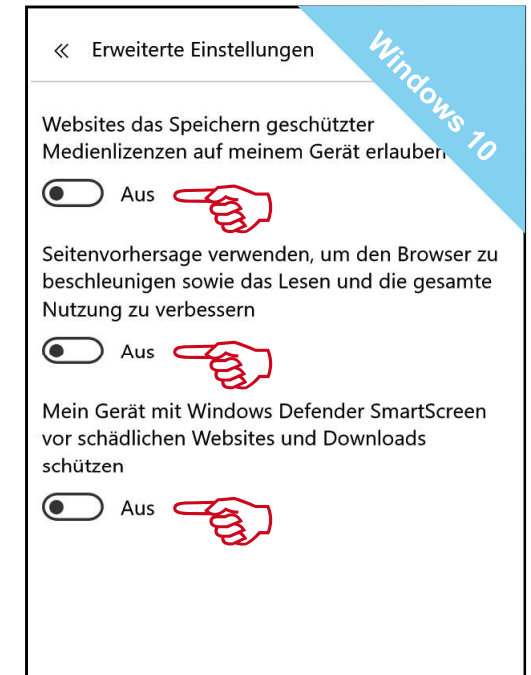 « Erweiterte Einstellungen
Windows 10
Websites das Speichern geschützter
Medienlizenzen auf meinem Gerät erlauben
Aus
Seitenvorhersage verwenden, um den Browser zu
beschleunigen sowie das Lesen und die gesamte
Nutzung zu verbessern
Aus
Mein Gerät mit Windows Defender SmartScreen
vor schädlichen Websites und Downloads
schützen
Aus